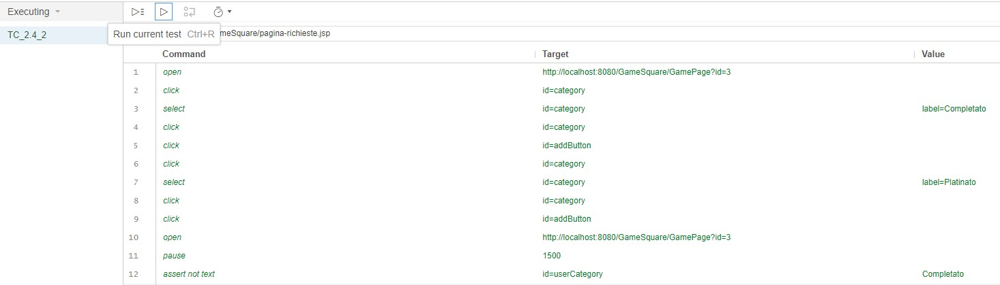 Executing
TC_2.4_2
Run current test Ctrl+R
meSquare/pagina-richieste.jsp
Command Target Value
1 open http://localhost:8080/GameSquare/GamePage?id=3
2 click id=category
3 select id=category label=Completato
4 click id=category
5 click id=addButton
6 click id=category
7 select id=category label=Platinato
8 click id=category
9 click id=addButton
10 open http://localhost:8080/GameSquare/GamePage?id=3
11 pause 1500
12 assert not text id=userCategory Completato